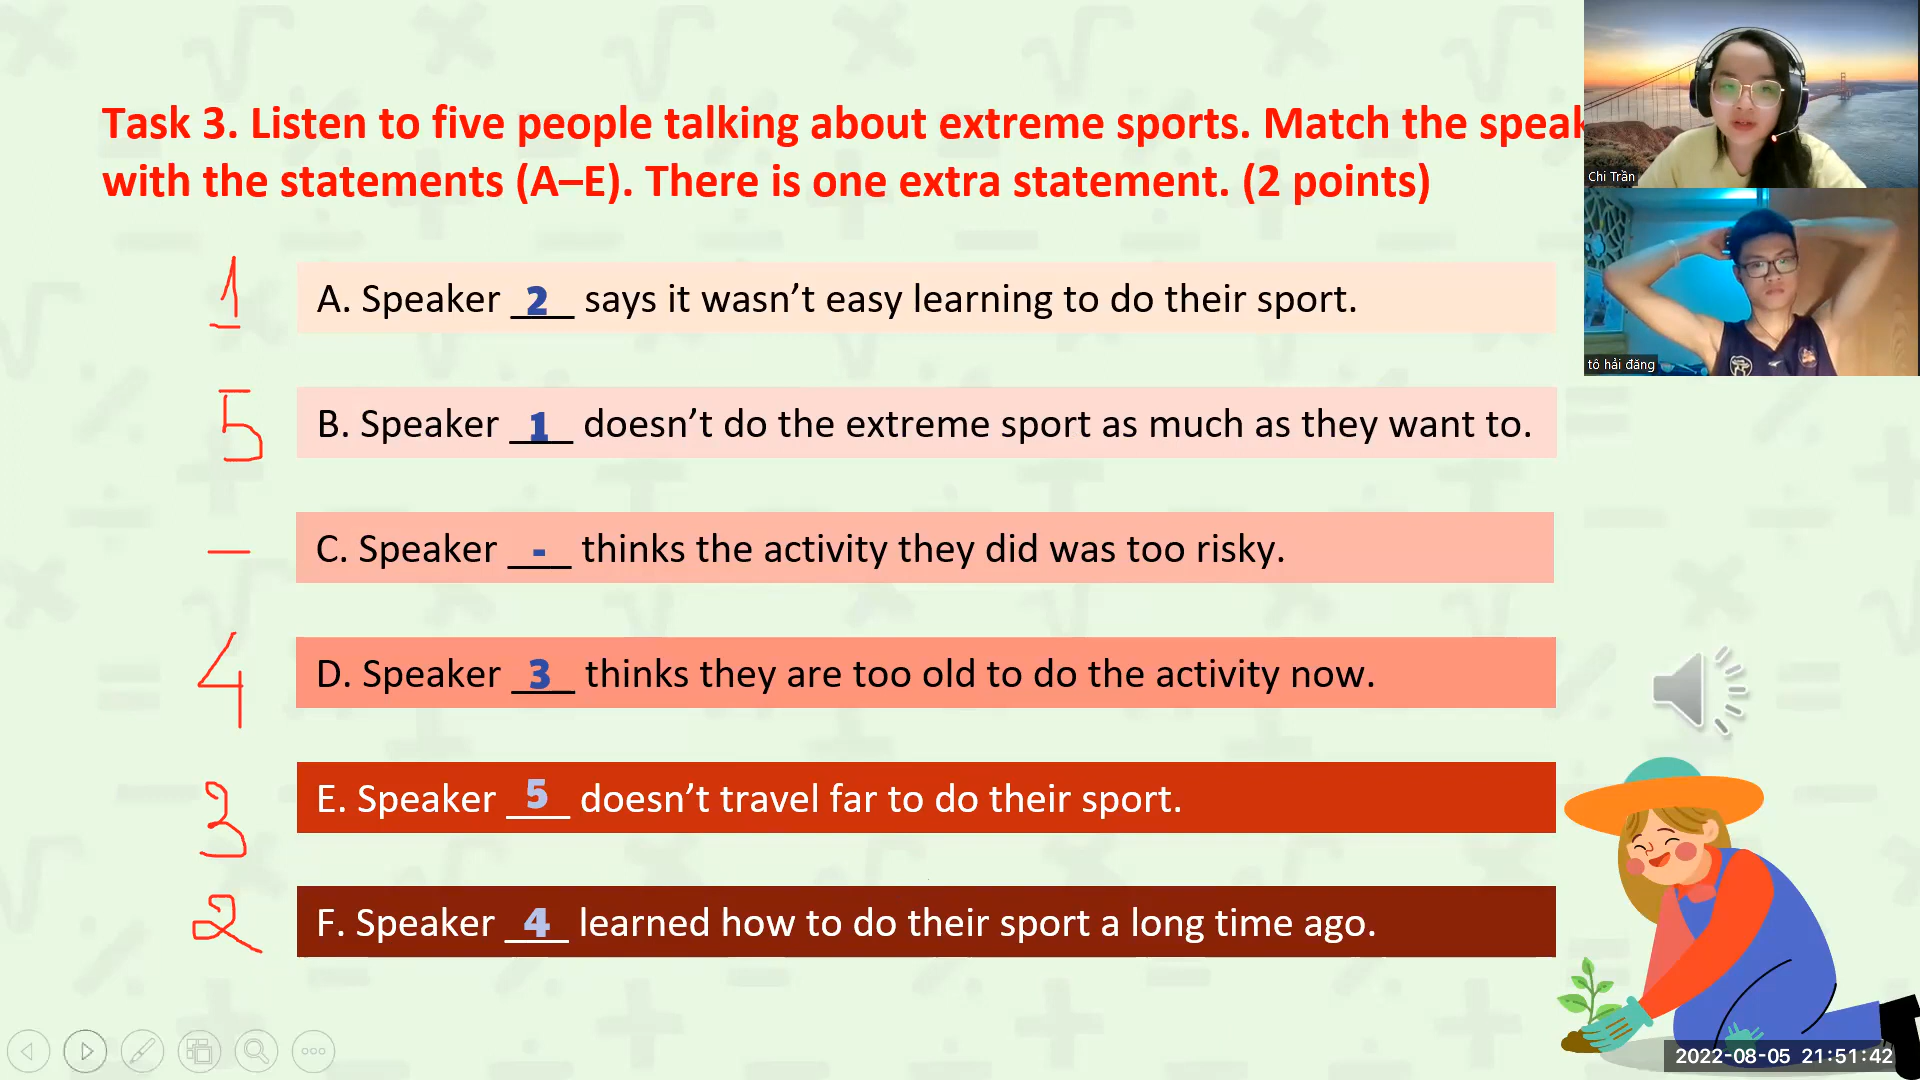 Task 3. Listen to five people talking about extreme sports. Match the speak
with the statements (A–E). There is one extra statement. (2 points)
Chi Trần
tô hải đăng
1
A. Speaker 2 says it wasn’t easy learning to do their sport.
5
B. Speaker 1 doesn’t do the extreme sport as much as they want to.
–
C. Speaker - thinks the activity they did was too risky.
4
D. Speaker 3 thinks they are too old to do the activity now.
3
E. Speaker 5 doesn’t travel far to do their sport.
2
F. Speaker 4 learned how to do their sport a long time ago.
2022-08-05 21:51:42